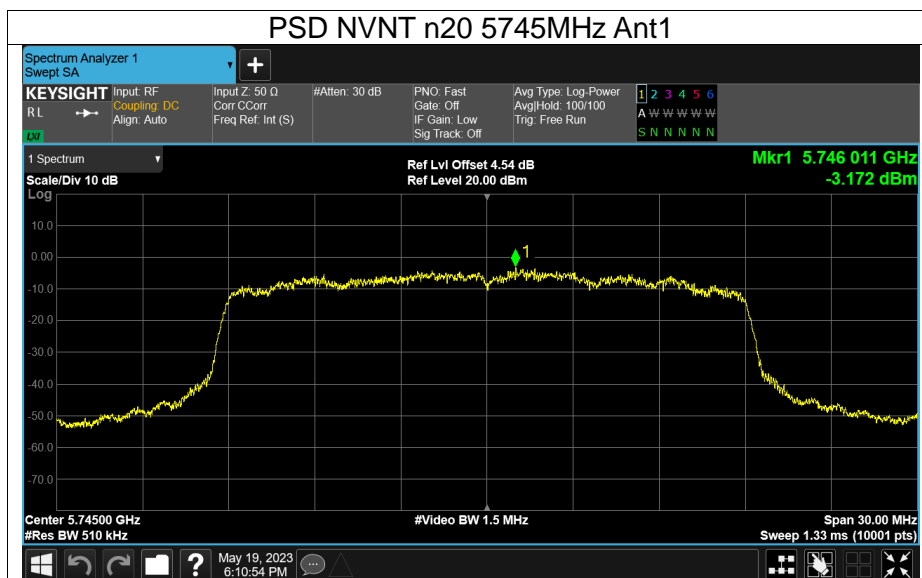 PSD NVNT n20 5745MHz Ant1
Spectrum Analyzer 1
Swept SA
KEYSIGHT
R L
LXI
Input: RF
Coupling: DC
Align: Auto
Input Z: 50 Ω
Corr CCorr
Freq Ref: Int (S)
#Atten: 30 dB
PNO: Fast
Gate: Off
IF Gain: Low
Sig Track: Off
Avg Type: Log-Power
Avg|Hold: 100/100
Trig: Free Run
1 2 3 4 5 6
A W W W W W
S N N N N N
1 Spectrum
Scale/Div 10 dB
Log
Ref Lvl Offset 4.54 dB
Ref Level 20.00 dBm
Mkr1 5.746 011 GHz
-3.172 dBm
10.0
0.00
-10.0
-20.0
-30.0
-40.0
-50.0
-60.0
-70.0
1
Center 5.74500 GHz
#Res BW 510 kHz
#Video BW 1.5 MHz
Span 30.00 MHz
Sweep 1.33 ms (10001 pts)
?
May 19, 2023
6:10:54 PM